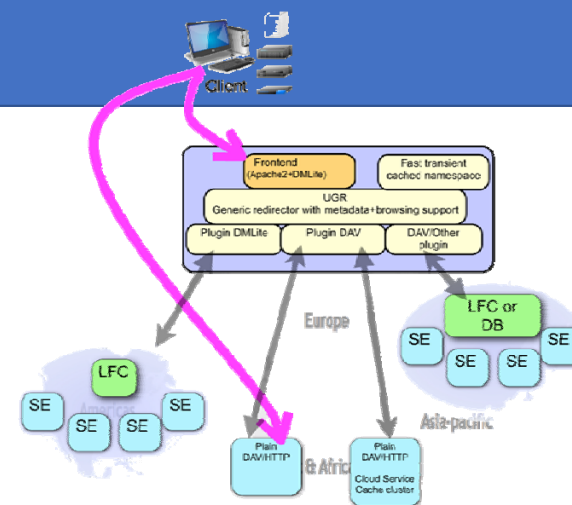 Client
Frontend
(Apache2+DMLite)
Fast transient
cached namespace
UGR
Generic redirector with metadata+browsing support
Plugin DMLite
Plugin DAV
DAV/Other
plugin
Europe
LFC or
DB
SE
SE
SE
SE
LFC
SE
SE
SE
SE
Americas
Asia-pacific
Plain
DAV/HTTP
& Africa
Plain
DAV/HTTP
Cloud Service
Cache cluster